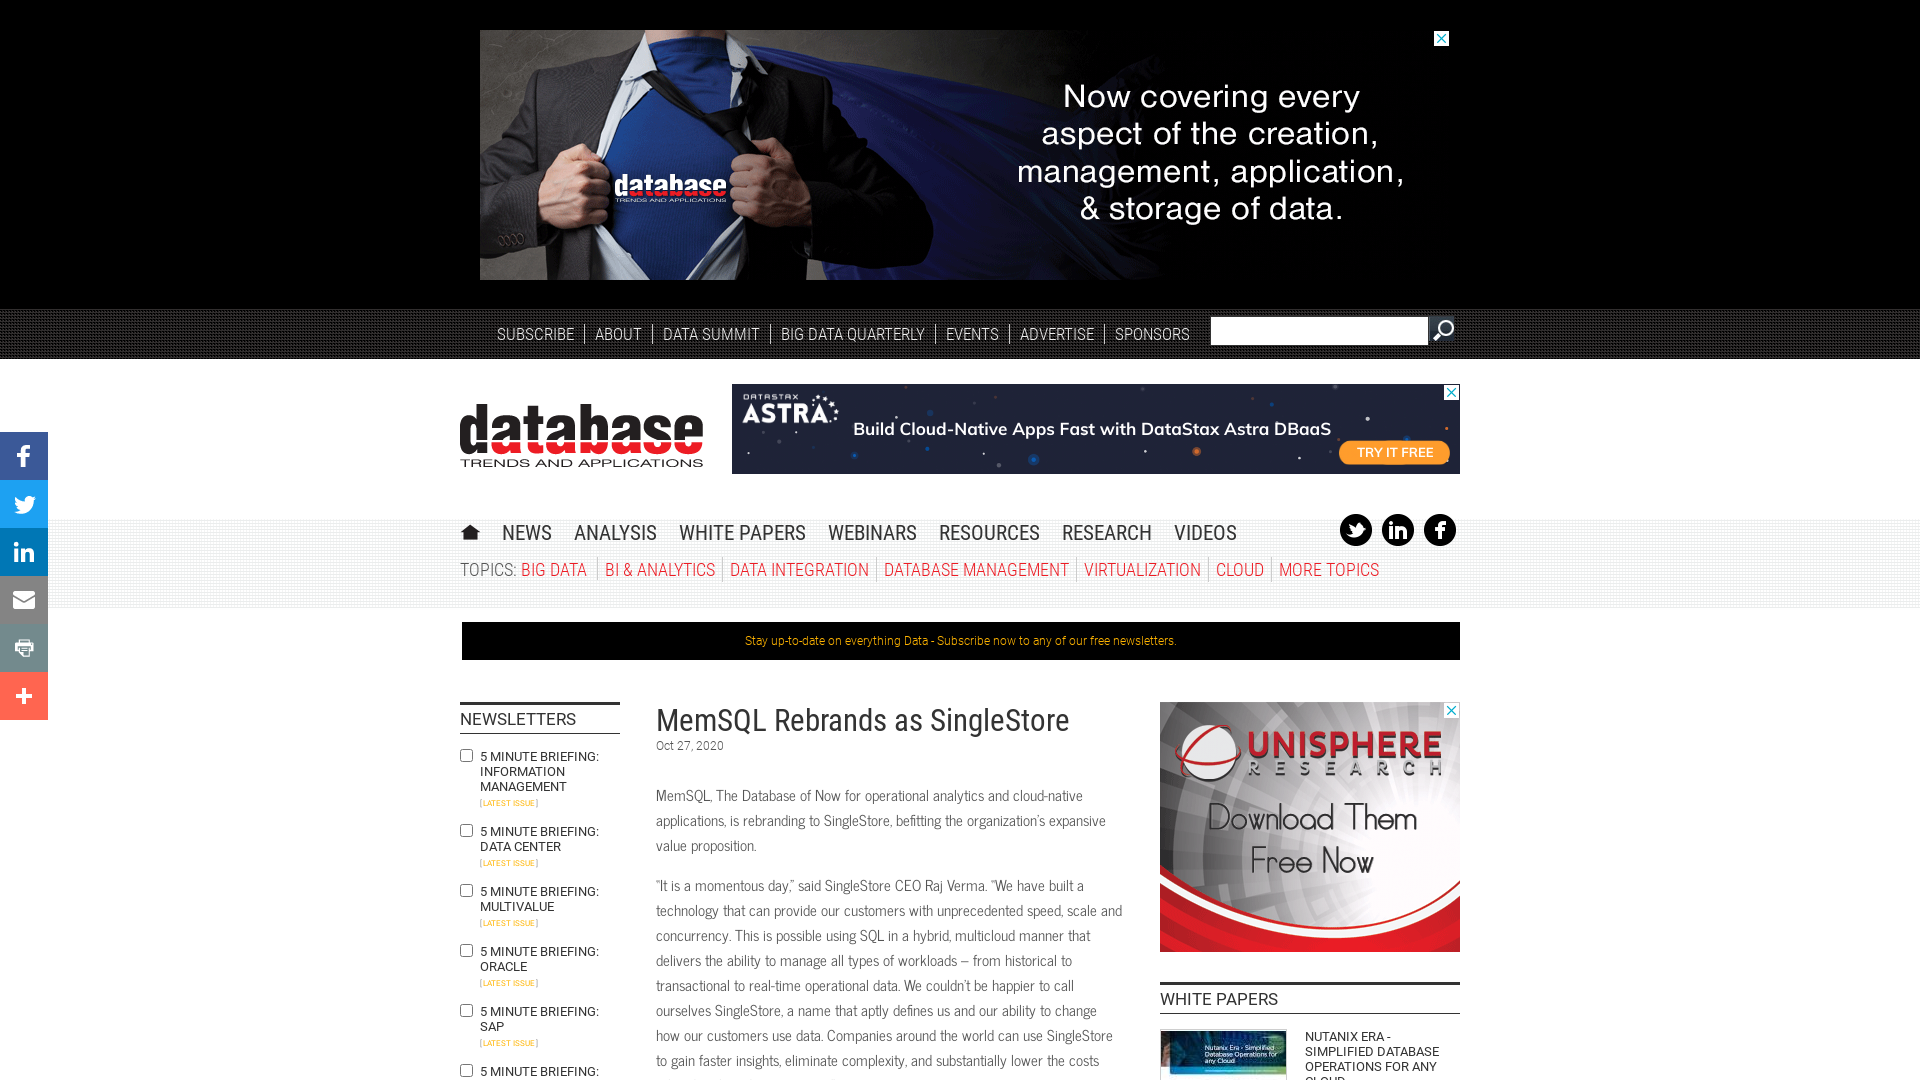 Now covering every
aspect of the creation,
management, application,
& storage of data.
database
TRENDS AND APPLICATIONS
SUBSCRIBE ABOUT DATA SUMMIT BIG DATA QUARTERLY EVENTS ADVERTISE SPONSORS
database
TRENDS AND APPLICATIONS
DATASTAX
ASTRA
Build Cloud-Native Apps Fast with DataStax Astra DBaaS
TRY IT FREE
NEWS ANALYSIS WHITE PAPERS WEBINARS RESOURCES RESEARCH VIDEOS
TOPICS: BIG DATA BI & ANALYTICS DATA INTEGRATION DATABASE MANAGEMENT VIRTUALIZATION CLOUD MORE TOPICS
Stay up-to-date on everything Data - Subscribe now to any of our free newsletters.
NEWSLETTERS
5 MINUTE BRIEFING:
INFORMATION
MANAGEMENT
[LATEST ISSUE]
5 MINUTE BRIEFING:
DATA CENTER
[LATEST ISSUE]
5 MINUTE BRIEFING:
MULTIVALUE
[LATEST ISSUE]
5 MINUTE BRIEFING:
ORACLE
[LATEST ISSUE]
5 MINUTE BRIEFING:
SAP
[LATEST ISSUE]
5 MINUTE BRIEFING:
MemSQL Rebrands as SingleStore
Oct 27, 2020
MemSQL, The Database of Now for operational analytics and cloud-native
applications, is rebranding to SingleStore, befitting the organization's expansive
value proposition.
"It is a momentous day," said SingleStore CEO Raj Verma. "We have built a
technology that can provide our customers with unprecedented speed, scale and
concurrency. This is possible using SQL in a hybrid, multicloud manner that
delivers the ability to manage all types of workloads – from historical to
transactional to real-time operational data. We couldn't be happier to call
ourselves SingleStore, a name that aptly defines us and our ability to change
how our customers use data. Companies around the world can use SingleStore
to gain faster insights, eliminate complexity, and substantially lower the costs
UNISPHERE
RESEARCH
Download Them
Free Now
WHITE PAPERS
Nutanix Era - Simplified
Database Operations for
any Cloud
NUTANIX ERA -
SIMPLIFIED DATABASE
OPERATIONS FOR ANY
CLOUD